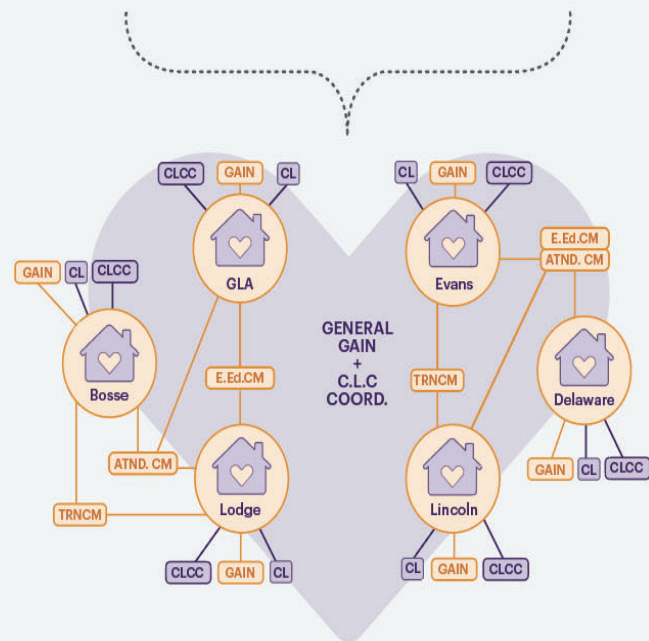 CLCC
GAIN
CL
GLA
CL
GAIN
CLCC
Evans
E.Ed.CM
ATND. CM
GAIN
CL
CLCC
Bosse
GENERAL
GAIN
+
C.L.C
COORD.
E.Ed.CM
TRNCM
Delaware
ATND. CM
GAIN
CL
CLCC
TRNCM
Lodge
Lincoln
CLCC
GAIN
CL
CL
GAIN
CLCC